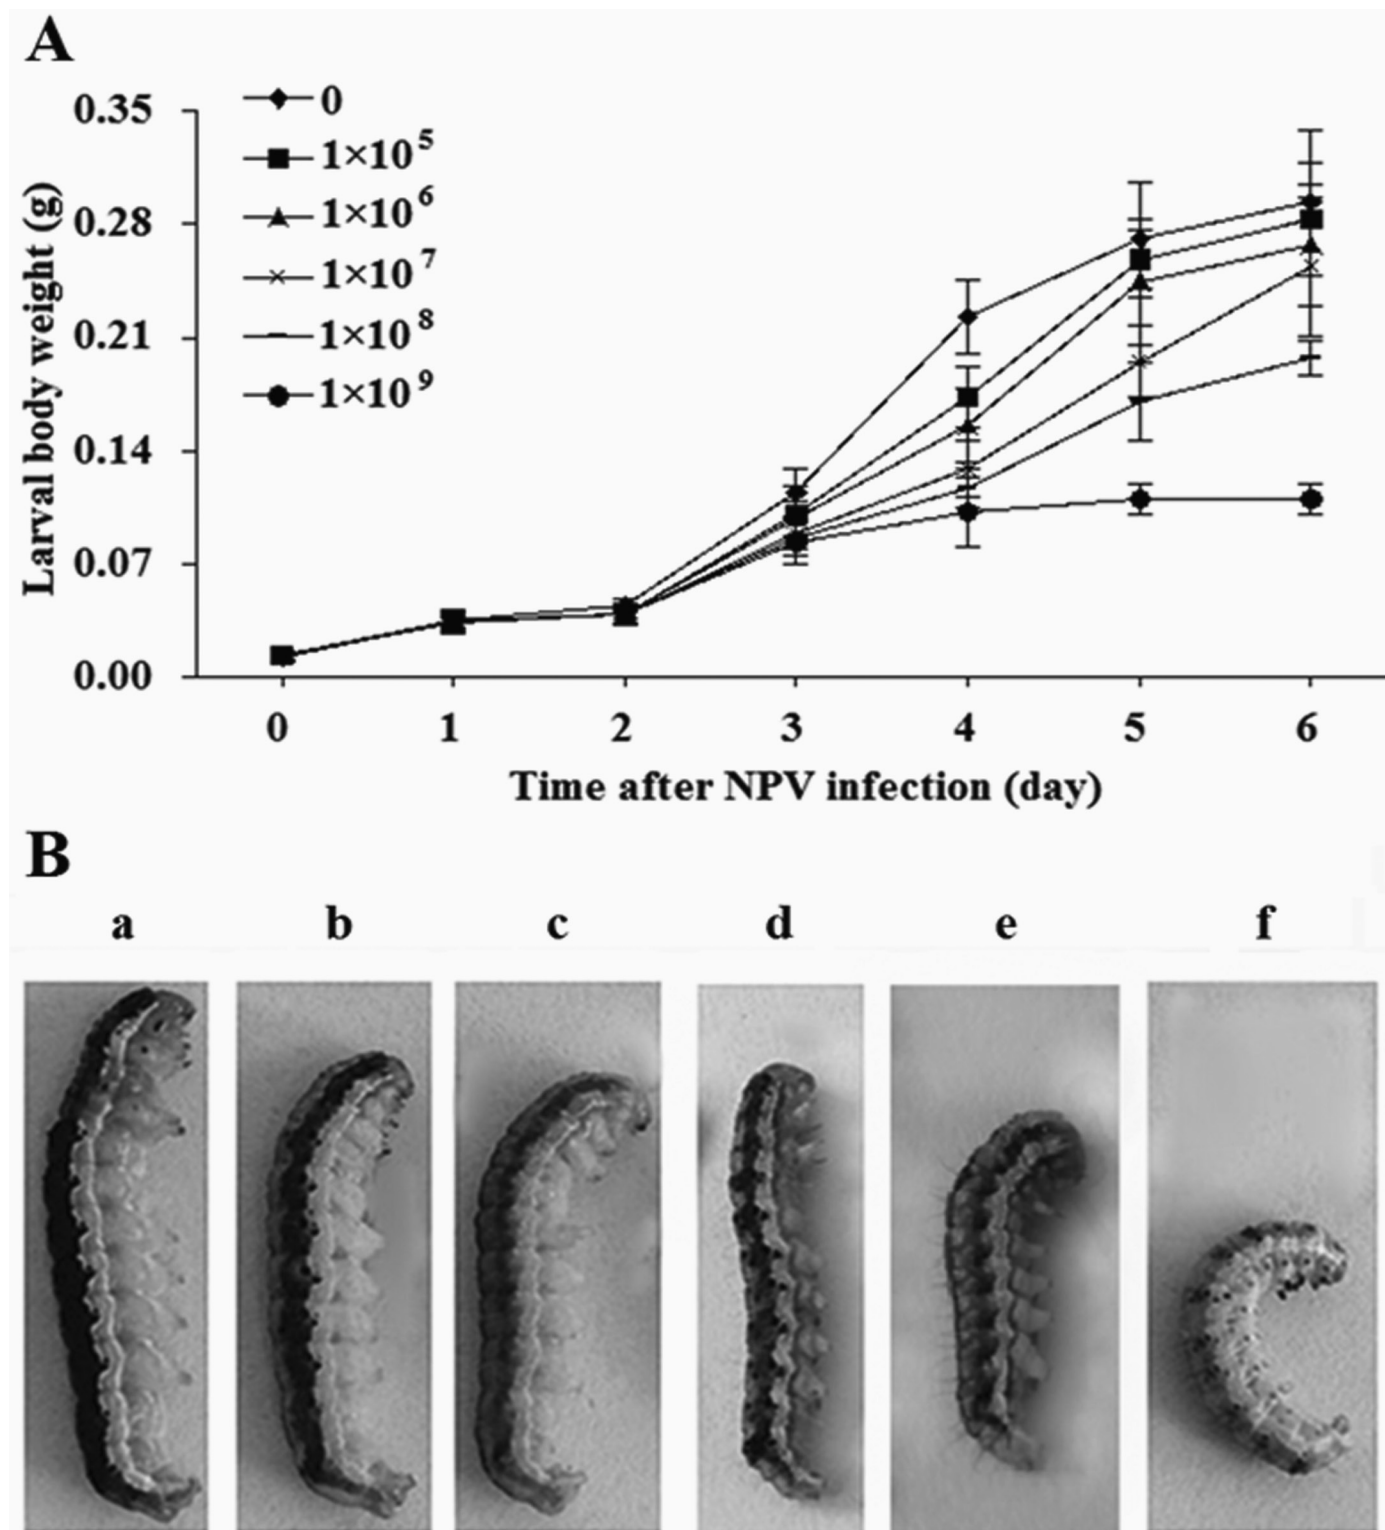 A
0.35
0.28
0.21
0.14
0.07
0.00
Larval body weight (g)
0
1×10⁵
1×10⁶
1×10⁷
1×10⁸
1×10⁹
0 1 2 3 4 5 6
Time after NPV infection (day)
B
a b c d e f